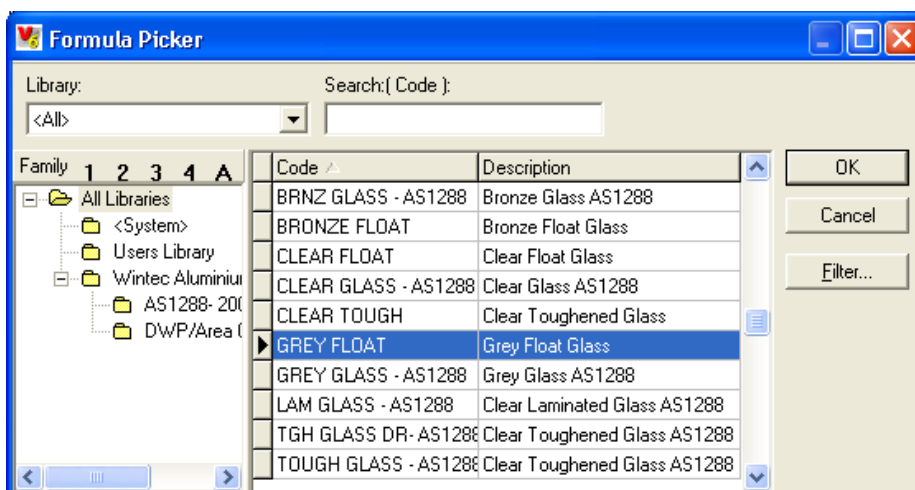 Formula Picker
Library: Search:( Code ):
<All>
Family 1 2 3 4 A
All Libraries
<System>
Users Library
Wintec Aluminiu
AS1288- 20
DWP/Area
Code Description
BRNZ GLASS - AS1288 Bronze Glass AS1288
BRONZE FLOAT Bronze Float Glass
CLEAR FLOAT Clear Float Glass
CLEAR GLASS - AS1288 Clear Glass AS1288
CLEAR TOUGH Clear Toughened Glass
GREY FLOAT Grey Float Glass
GREY GLASS - AS1288 Grey Glass AS1288
LAM GLASS - AS1288 Clear Laminated Glass AS1288
TGH GLASS DR- AS128 Clear Toughened Glass AS1288
TOUGH GLASS - AS128 Clear Toughened Glass AS1288
OK
Cancel
Filter...